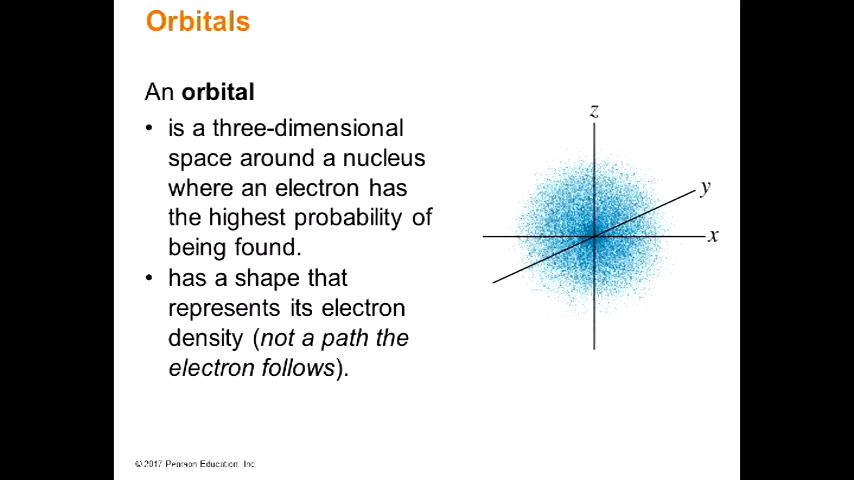 Orbitals
An orbital
• is a three-dimensional
space around a nucleus
where an electron has
the highest probability of
being found.
• has a shape that
represents its electron
density (not a path the
electron follows).
z
y
x
© 2017 Pearson Education, Inc